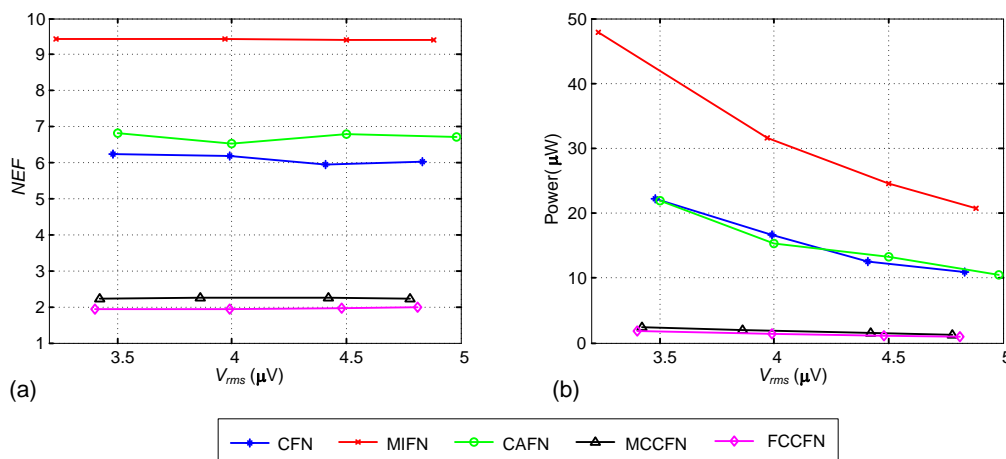 10
9
8
7
6
5
4
3
2
1
NEF
3.5 4 4.5 5
V_rms (μV)
(a)
50
40
30
20
10
0
Power(μW)
3.5 4 4.5 5
V_rms (μV)
(b)
CFN MIFN CAFN MCCFN FCCFN